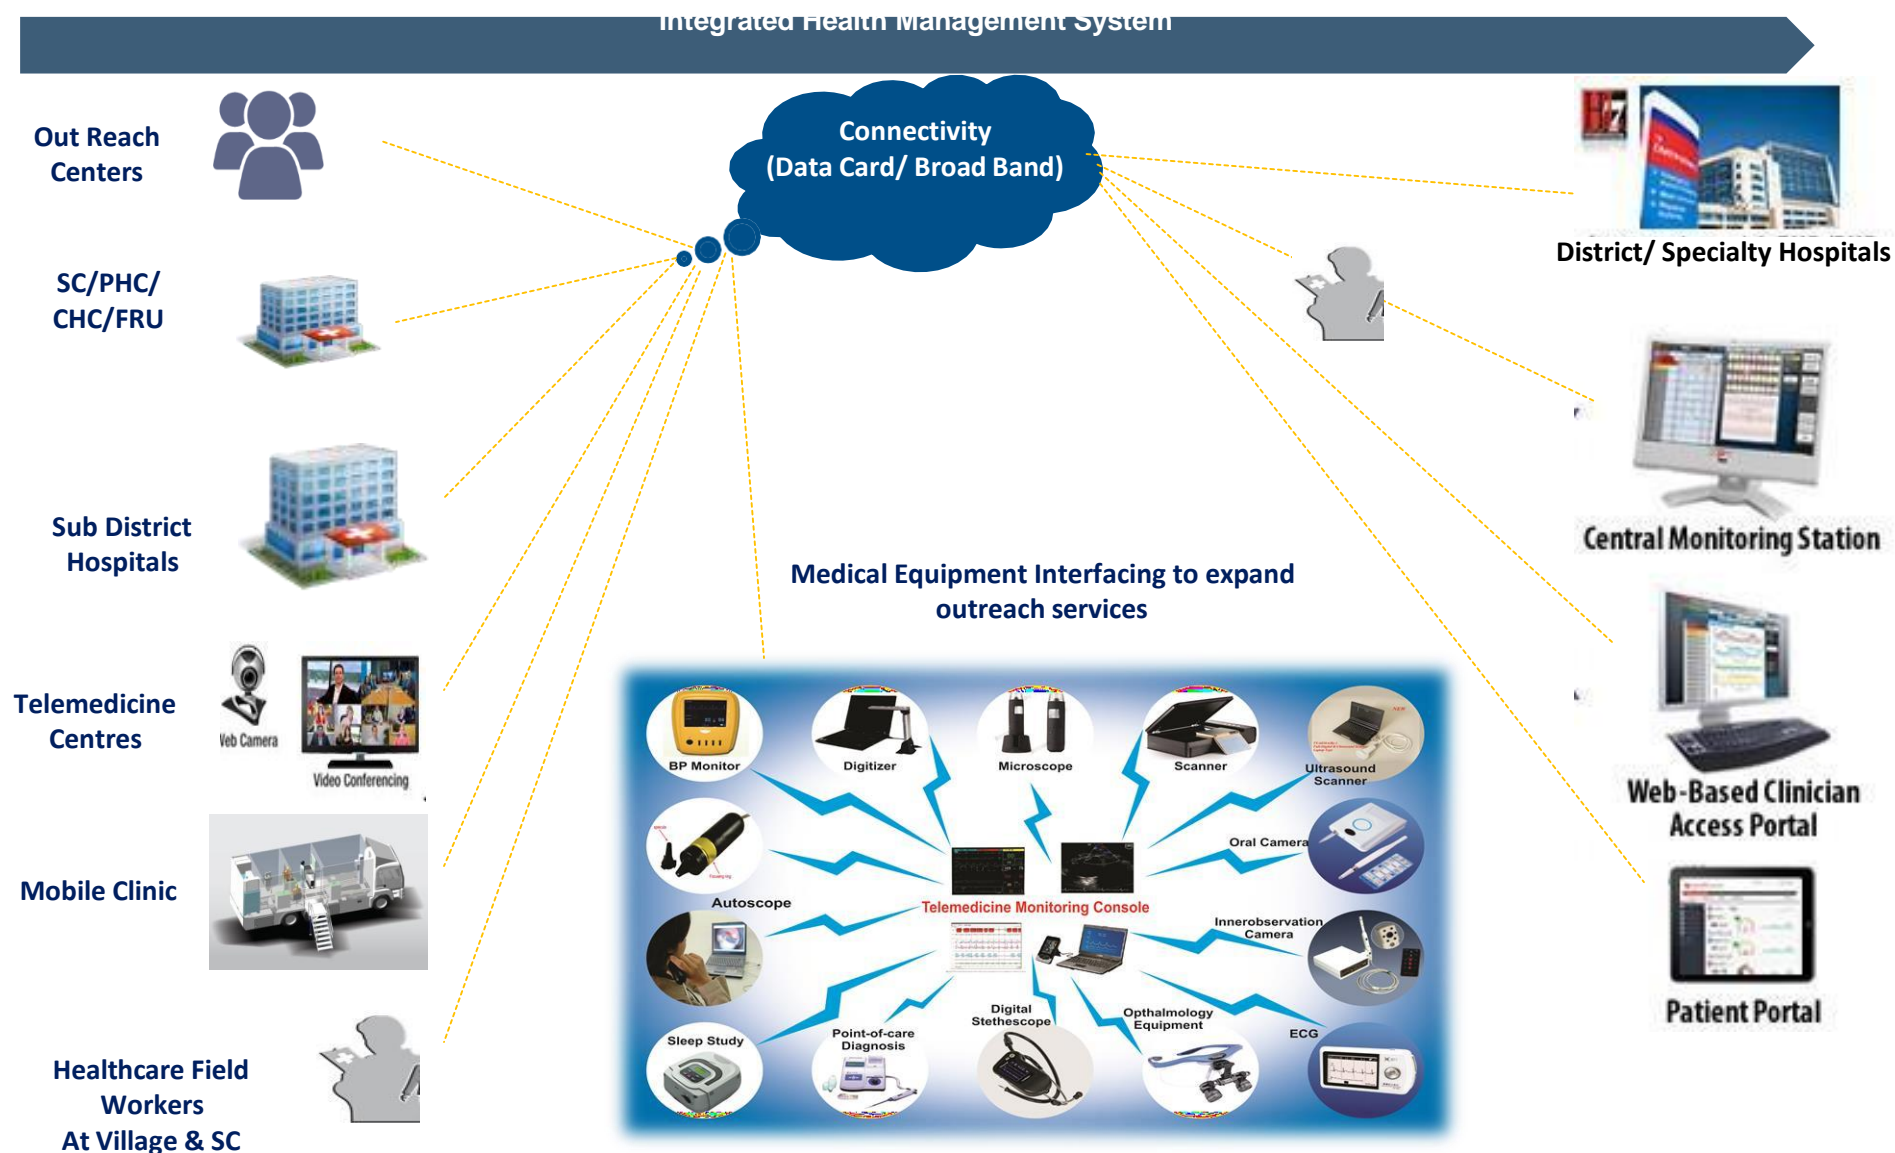 Integrated Health Management System
Out Reach
Centers
Connectivity
(Data Card/ Broad Band)
District/ Specialty Hospitals
SC/PHC/
CHC/FRU
Central Monitoring Station
Sub District
Hospitals
Medical Equipment Interfacing to expand
outreach services
Telemedicine
Centres
Web Camera
Video Conferencing
Web-Based Clinician
Access Portal
Mobile Clinic
Patient Portal
Healthcare Field
Workers
At Village & SC
BP Monitor
Digitizer
Microscope
Scanner
Ultrasound
Scanner
Oral Camera
Autoscope
Telemedicine Monitoring Console
Innerobservation
Camera
Sleep Study
Point-of-care
Diagnosis
Digital
Stethescope
Opthalmology
Equipment
ECG